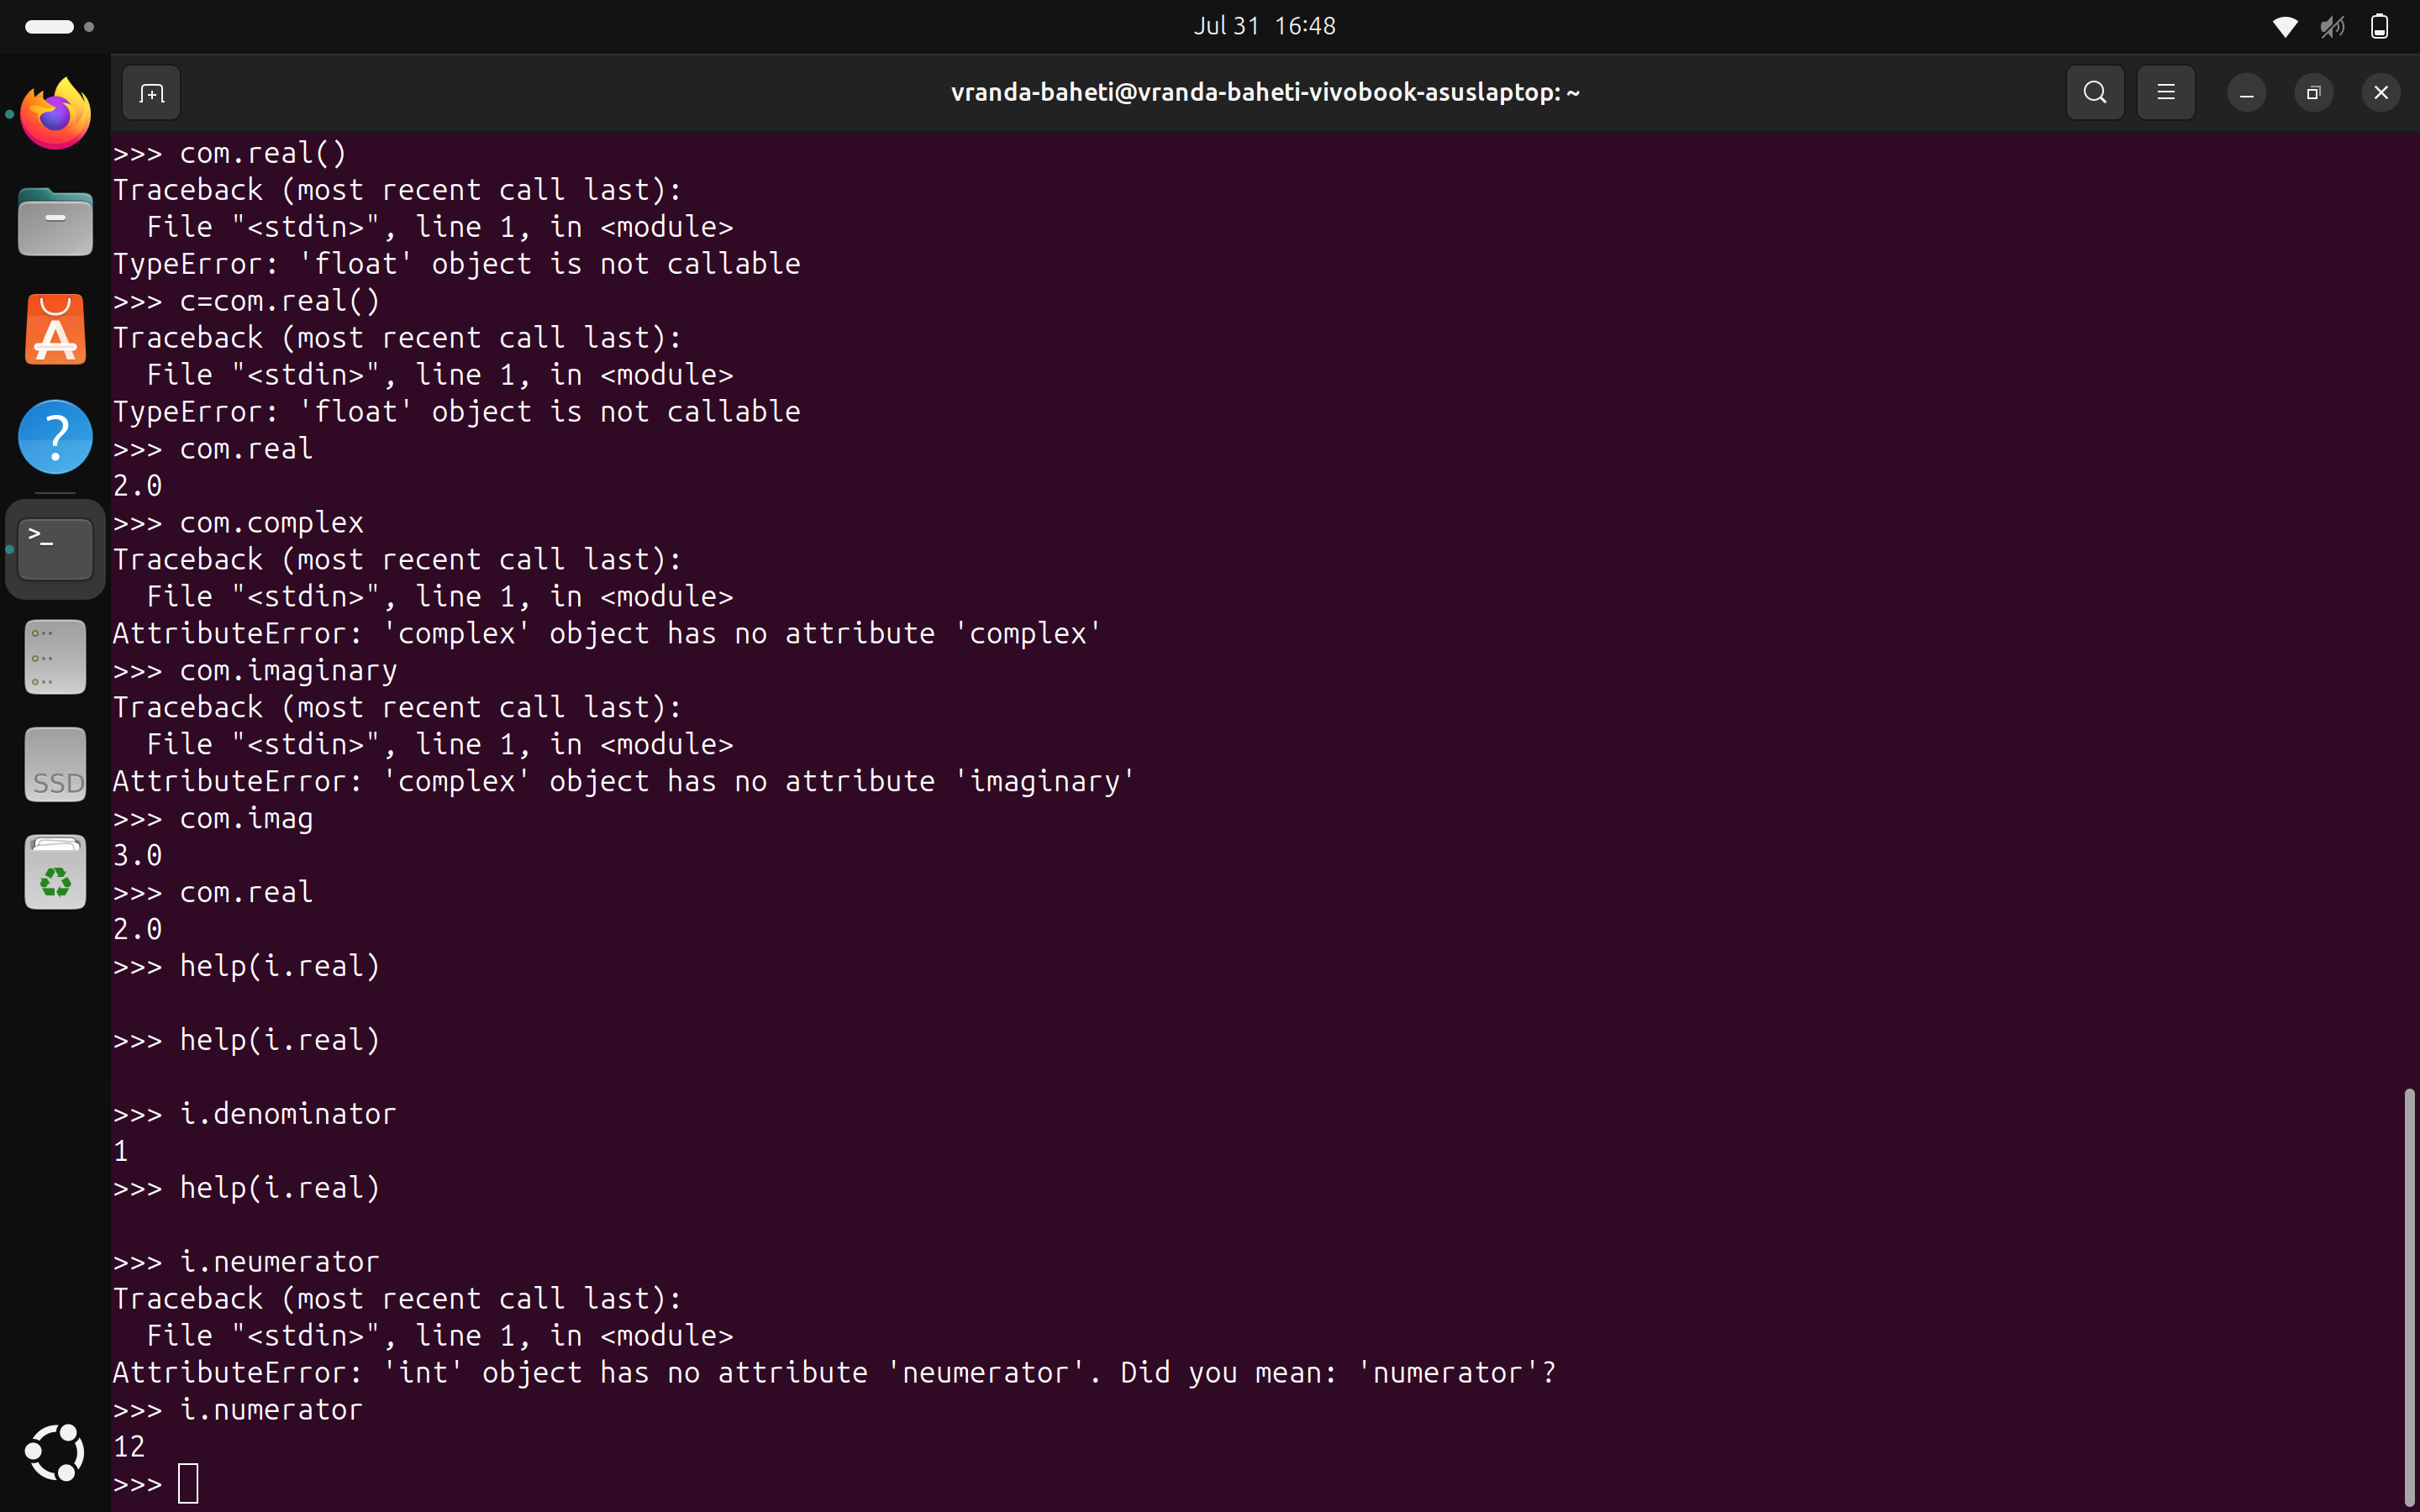 Jul 31 16:48
vranda-baheti@vranda-baheti-vivobook-asuslaptop: ~
>>> com.real()
Traceback (most recent call last):
  File "<stdin>", line 1, in <module>
TypeError: 'float' object is not callable
>>> c=com.real()
Traceback (most recent call last):
  File "<stdin>", line 1, in <module>
TypeError: 'float' object is not callable
>>> com.real
2.0
>>> com.complex
Traceback (most recent call last):
  File "<stdin>", line 1, in <module>
AttributeError: 'complex' object has no attribute 'complex'
>>> com.imaginary
Traceback (most recent call last):
  File "<stdin>", line 1, in <module>
AttributeError: 'complex' object has no attribute 'imaginary'
>>> com.imag
3.0
>>> com.real
2.0
>>> help(i.real)

>>> help(i.real)

>>> i.denominator
1
>>> help(i.real)

>>> i.neumerator
Traceback (most recent call last):
  File "<stdin>", line 1, in <module>
AttributeError: 'int' object has no attribute 'neumerator'. Did you mean: 'numerator'?
>>> i.numerator
12
>>>
SSD